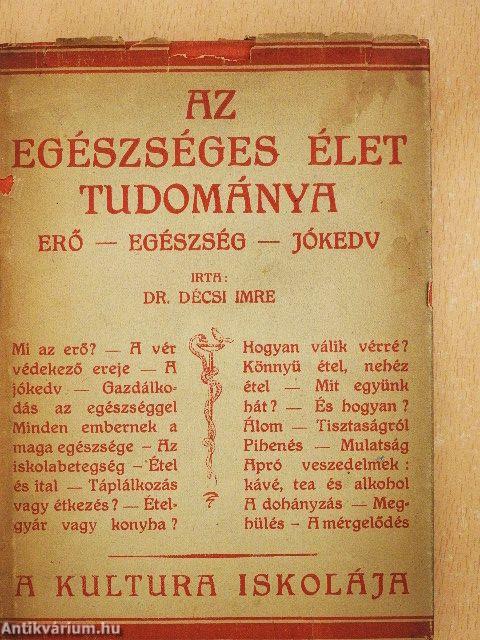 AZ
EGÉSZSÉGES ÉLET
TUDOMÁNYA
ERŐ — EGÉSZSÉG — JÓKEDV
IRTA:
DR. DÉCSI IMRE
Mi az erő? — A vér
védekező ereje — A
jókedv — Gazdálko-
dás az egészséggel
Minden embernek a
maga egészsége — Az
iskolabetegség — Étel
és ital — Táplálkozás
vagy étkezés? — Étel-
gyár vagy konyha?
Hogyan válik vérré?
Könnyü étel, nehéz
étel — Mit együnk
hát? — És hogyan?
Álom — Tisztaságról
Pihenés — Mulatság
Apró veszedelmek:
kávé, tea és alkohol
A dohányzás — Meg-
hülés — A mérgelődés
A KULTURA ISKOLÁJA
Antikvárium.hu